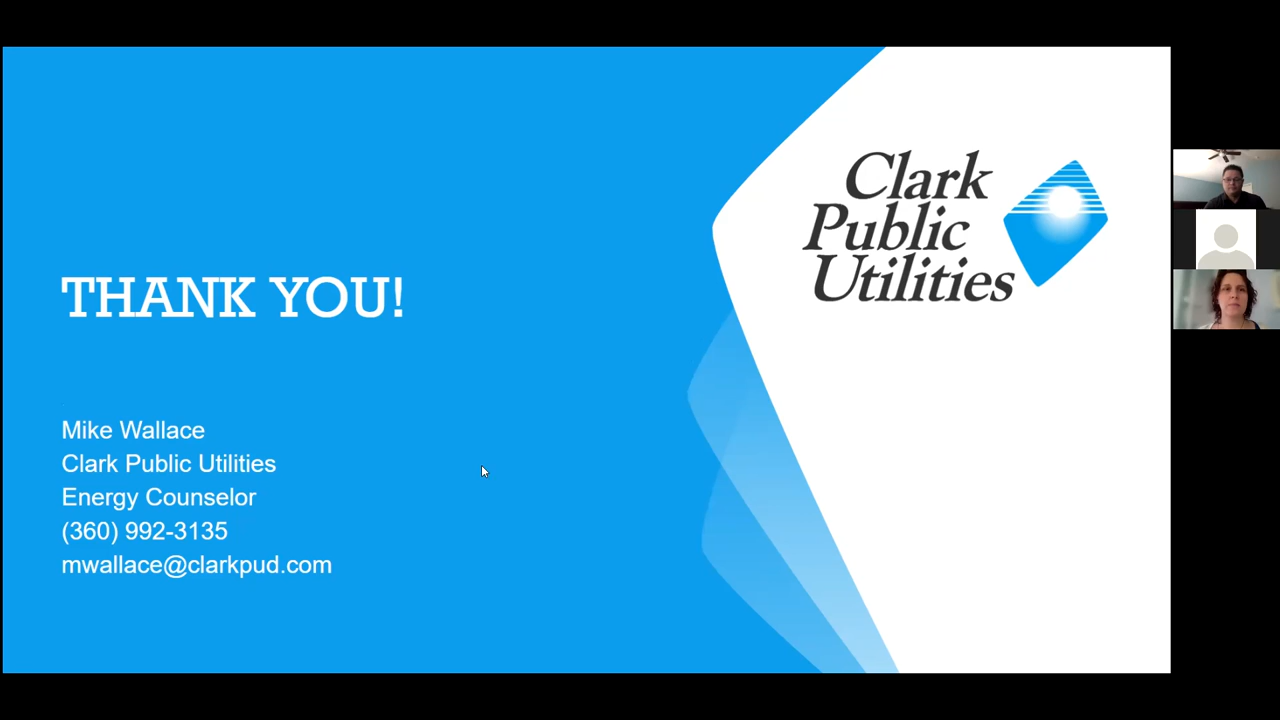 Clark
Public
Utilities
THANK YOU!
Mike Wallace
Clark Public Utilities
Energy Counselor
(360) 992-3135
mwallace@clarkpud.com